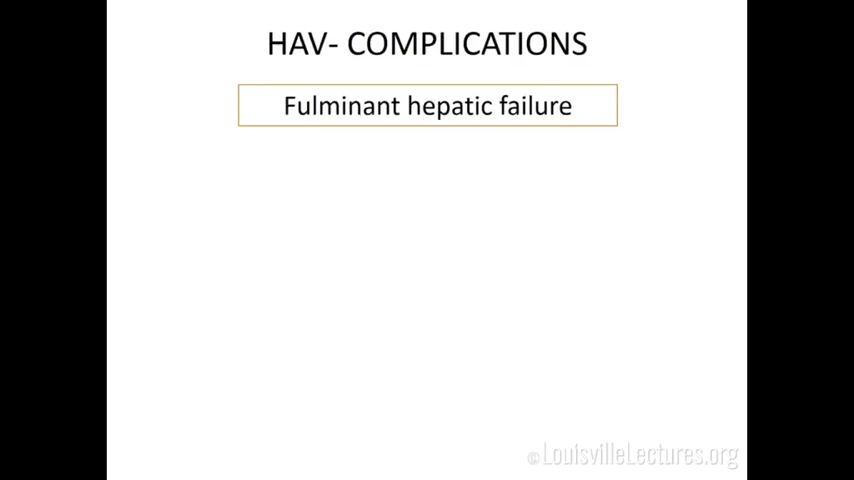 HAV- COMPLICATIONS
Fulminant hepatic failure
©LouisvilleLectures.org